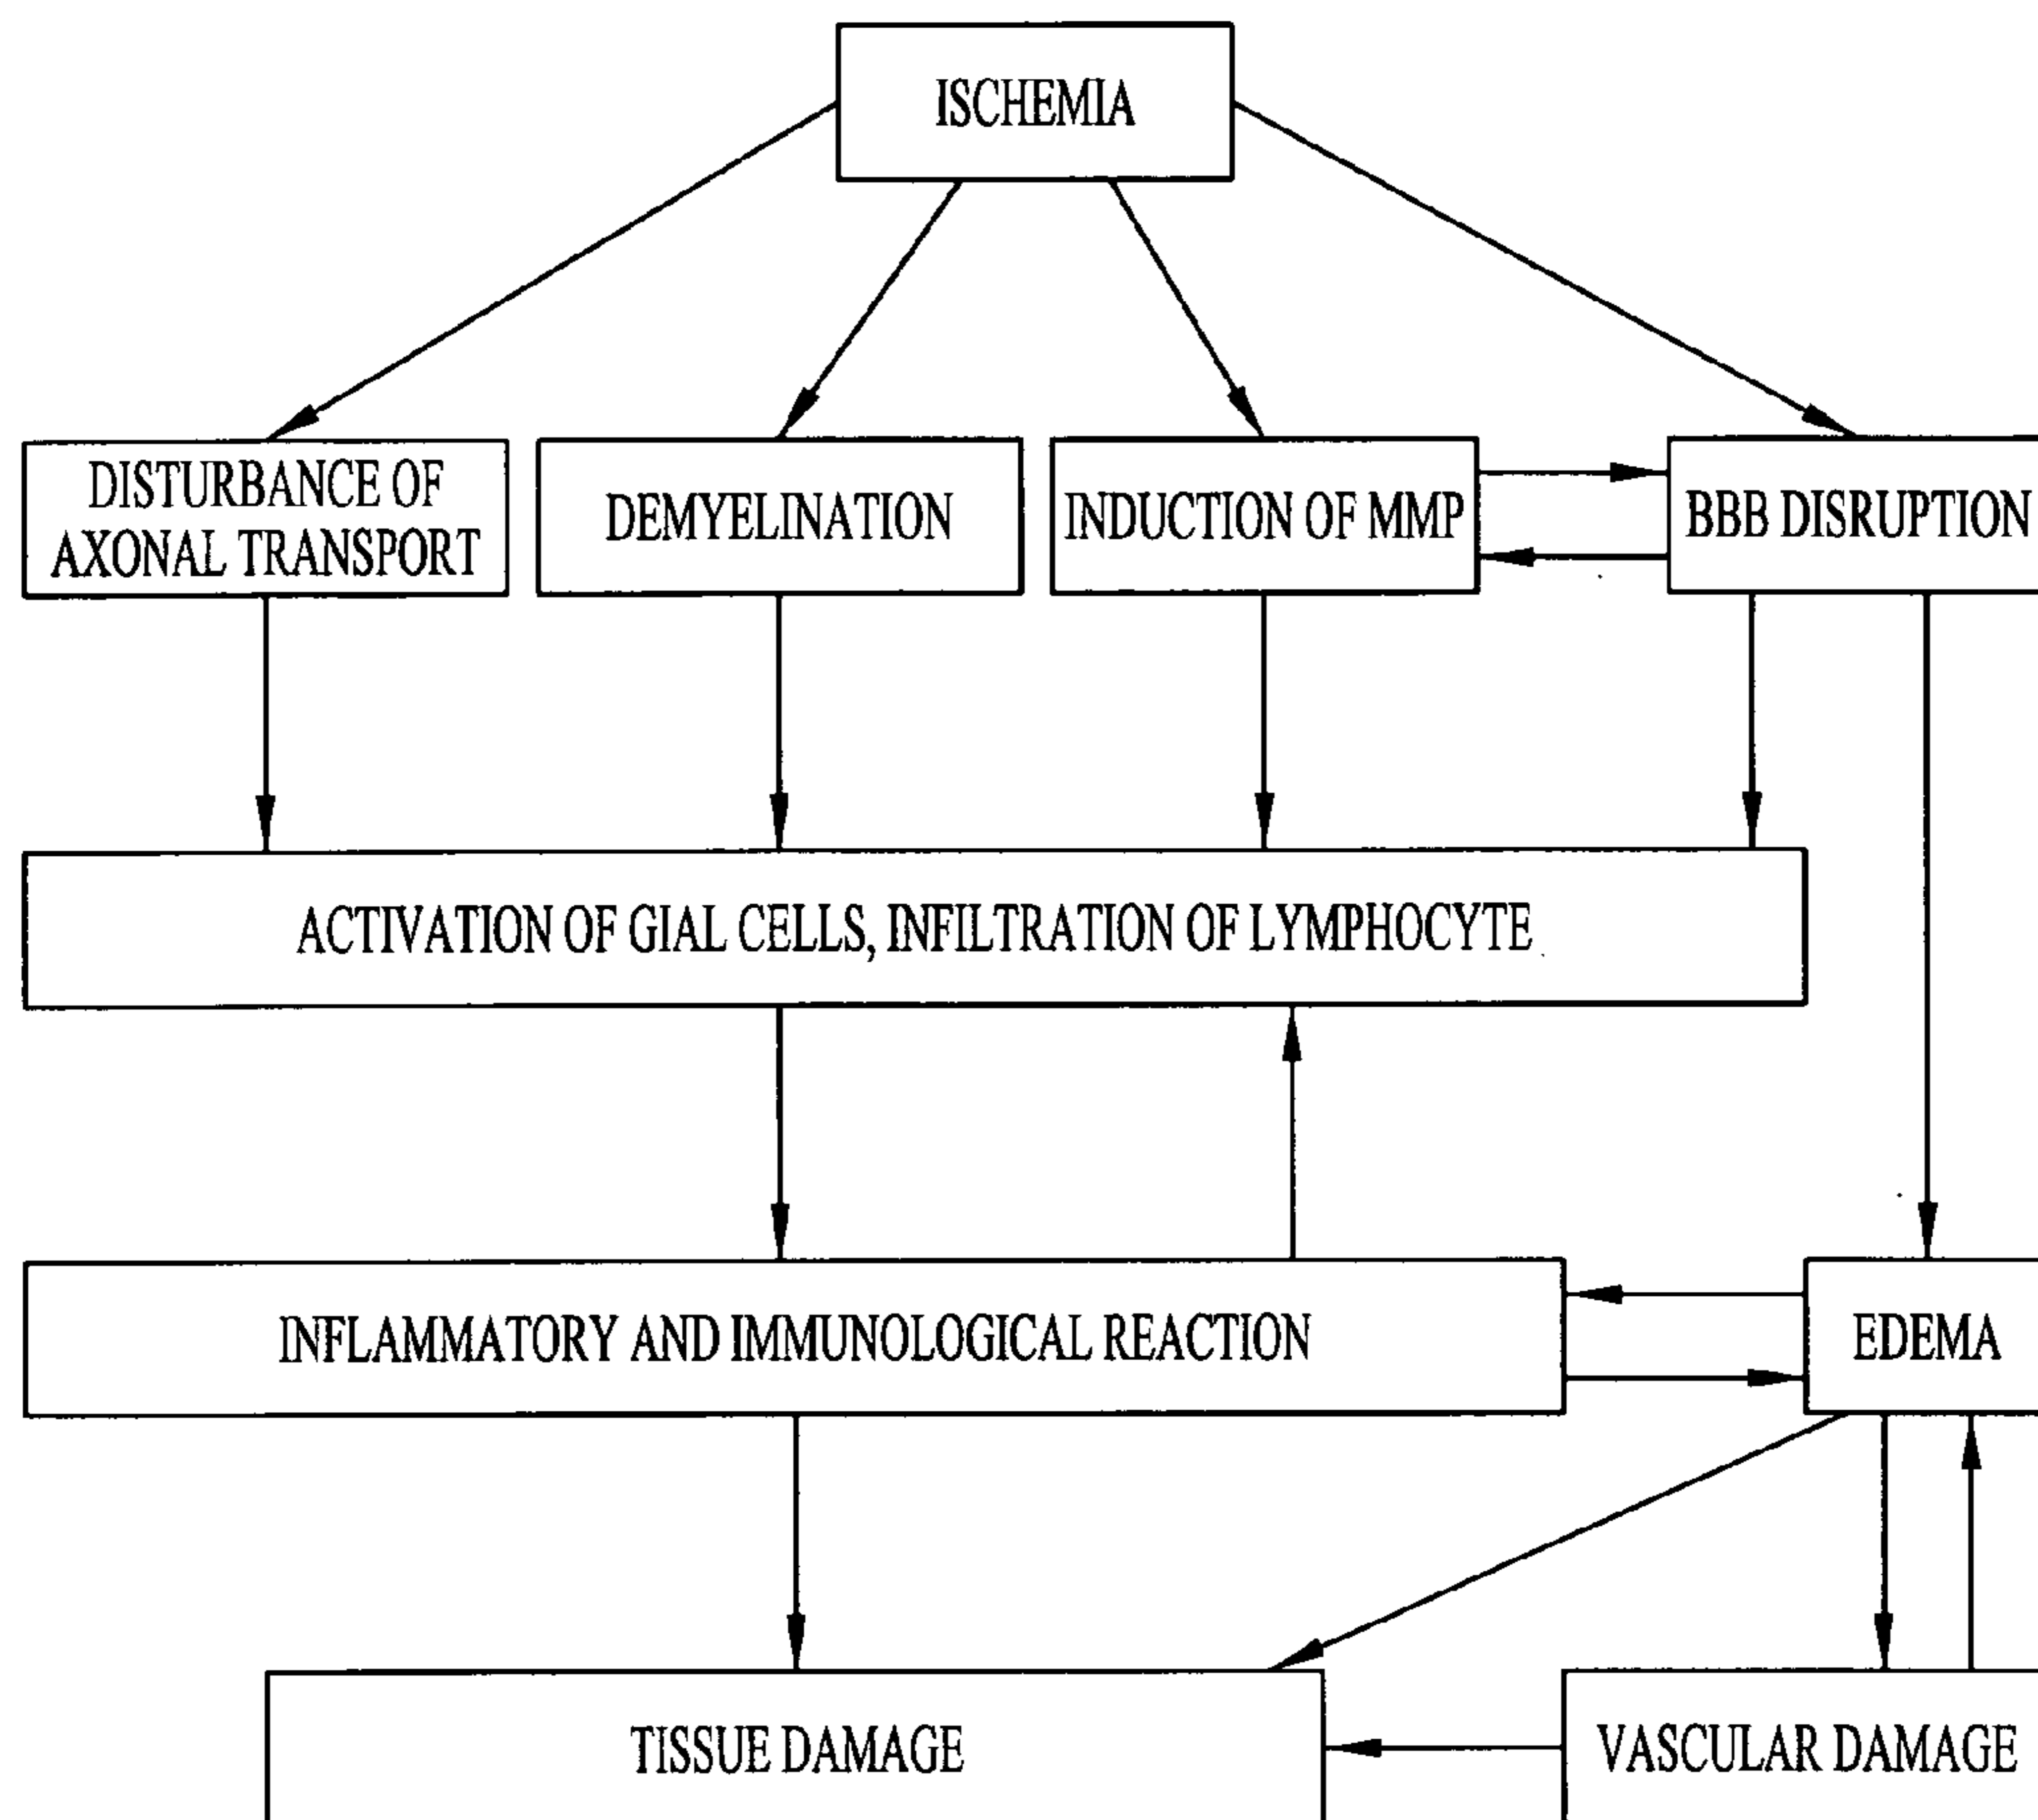 ISCHEMIA
DISTURBANCE OF
AXONAL TRANSPORT
DEMYELINATION
INDUCTION OF MMP
BBB DISRUPTION
ACTIVATION OF GIAL CELLS, INFILTRATION OF LYMPHOCYTE
INFLAMMATORY AND IMMUNOLOGICAL REACTION
EDEMA
TISSUE DAMAGE
VASCULAR DAMAGE